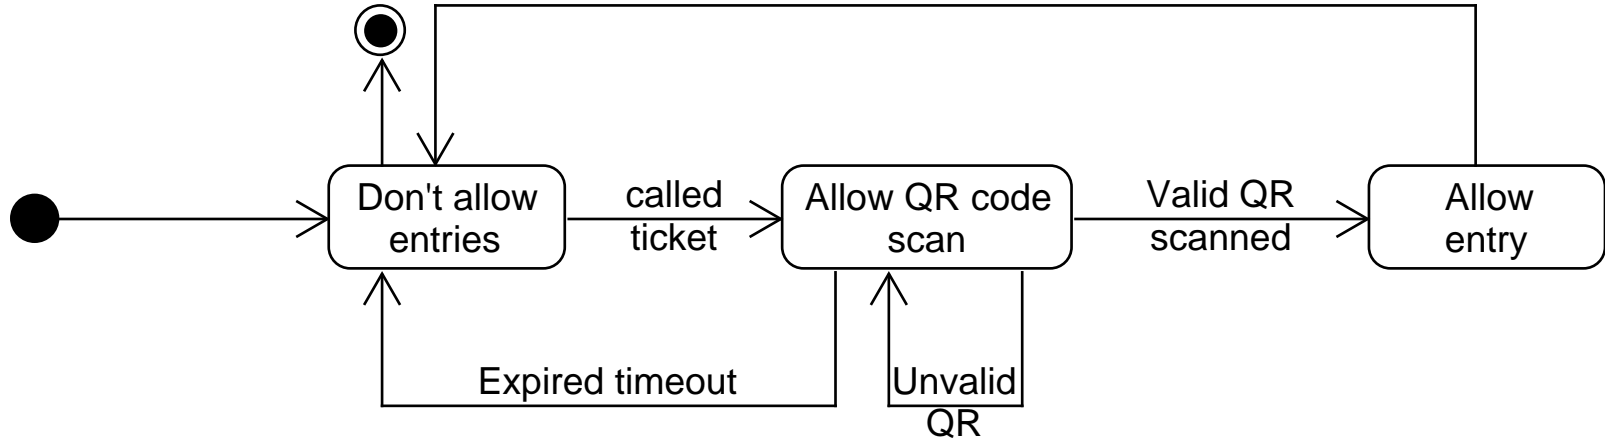 Don't allow
entries
called
ticket
Allow QR code
scan
Valid QR
scanned
Allow
entry
Expired timeout
Unvalid
QR